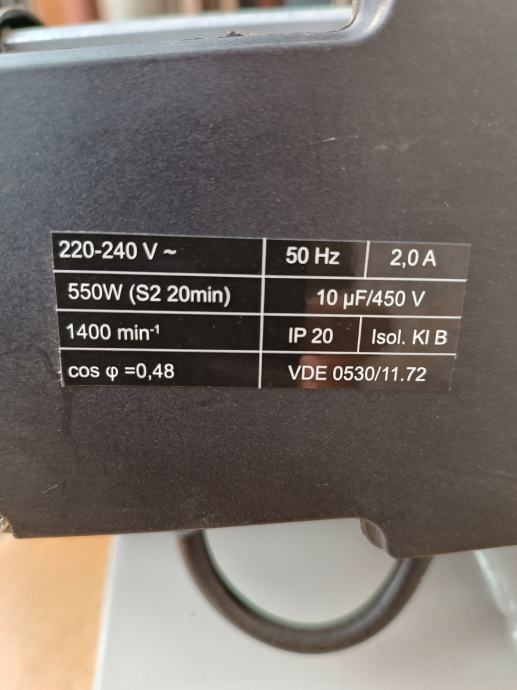 220-240 V ~ 50 Hz 2,0 A
550W (S2 20min) 10 µF/450 V
1400 min⁻¹ IP 20 Isol. Kl B
cos φ =0,48 VDE 0530/11.72